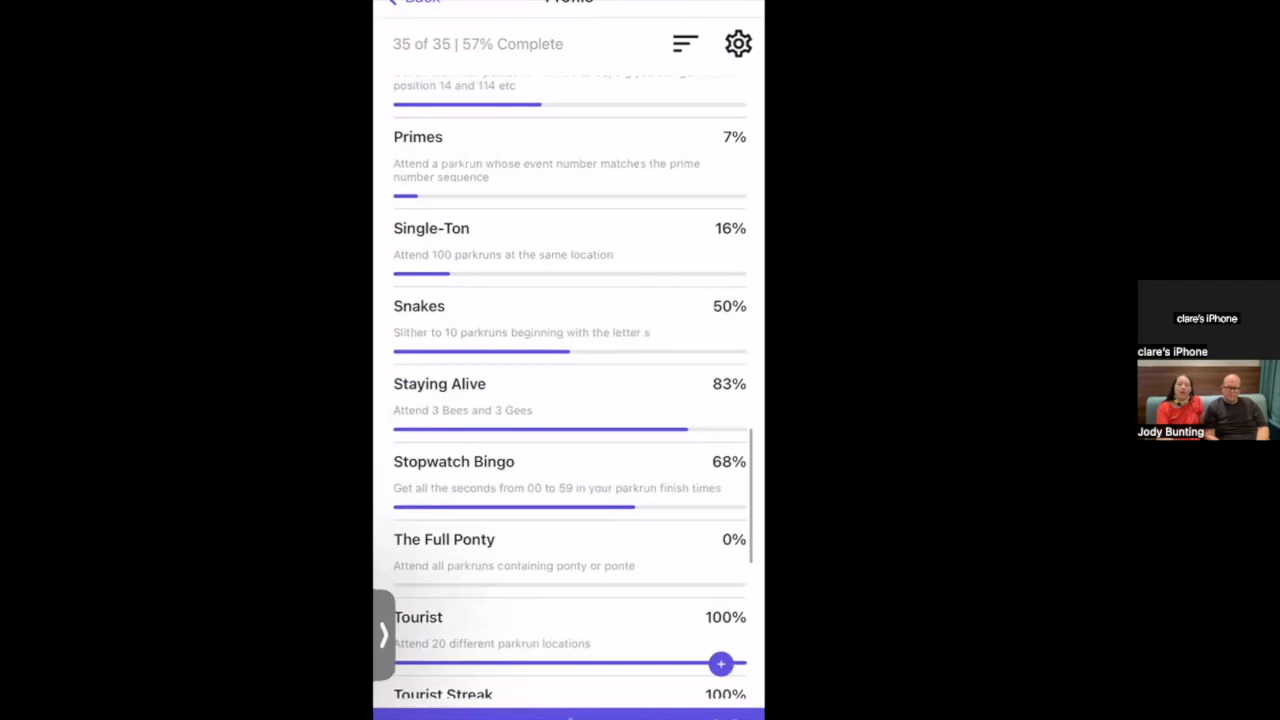 Back
Profile
35 of 35 | 57% Complete
position 14 and 114 etc
Primes 7%
Attend a parkrun whose event number matches the prime
number sequence
Single-Ton 16%
Attend 100 parkruns at the same location
Snakes 50%
Slither to 10 parkruns beginning with the letter s
Staying Alive 83%
Attend 3 Bees and 3 Gees
Stopwatch Bingo 68%
Get all the seconds from 00 to 59 in your parkrun finish times
The Full Ponty 0%
Attend all parkruns containing ponty or ponte
Tourist 100%
Attend 20 different parkrun locations
Tourist Streak 100%
clare's iPhone
clare's iPhone
Jody Bunting